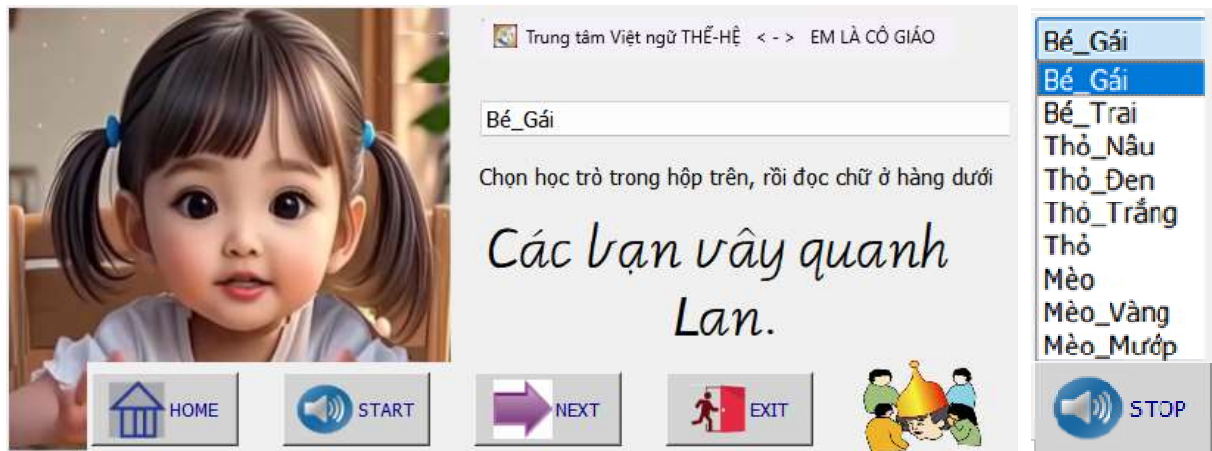 Trung tâm Việt ngữ THẾ-HỆ < - > EM LÀ CÔ GIÁO
Bé_Gái
Chọn học trò trong hộp trên, rồi đọc chữ ở hàng dưới
Các bạn vây quanh
Lan.
HOME
START
NEXT
EXIT
Bé_Gái
Bé_Gái
Bé_Trai
Thỏ_Nâu
Thỏ_Đen
Thỏ_Trắng
Thỏ
Mèo
Mèo_Vàng
Mèo_Mướp
STOP